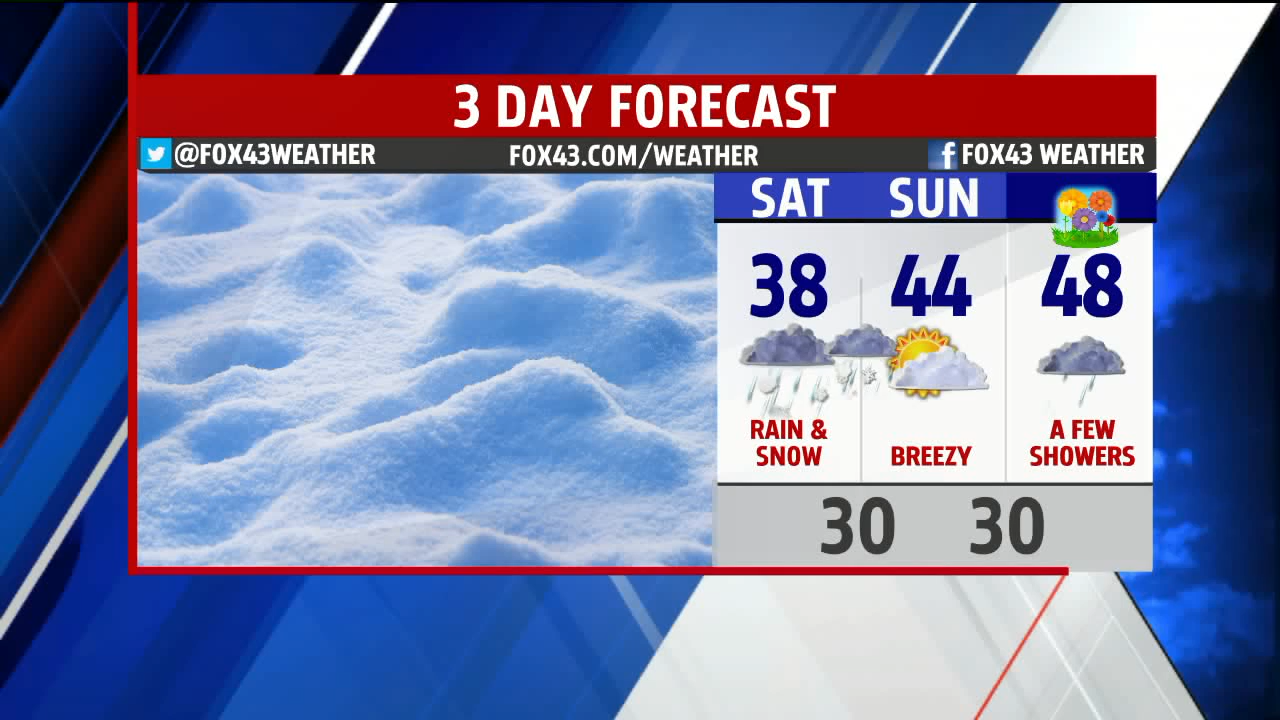 3 DAY FORECAST
@FOX43WEATHER
FOX43.COM/WEATHER
f FOX43 WEATHER
SAT
SUN
38
44
48
RAIN &
SNOW
BREEZY
A FEW
SHOWERS
30
30